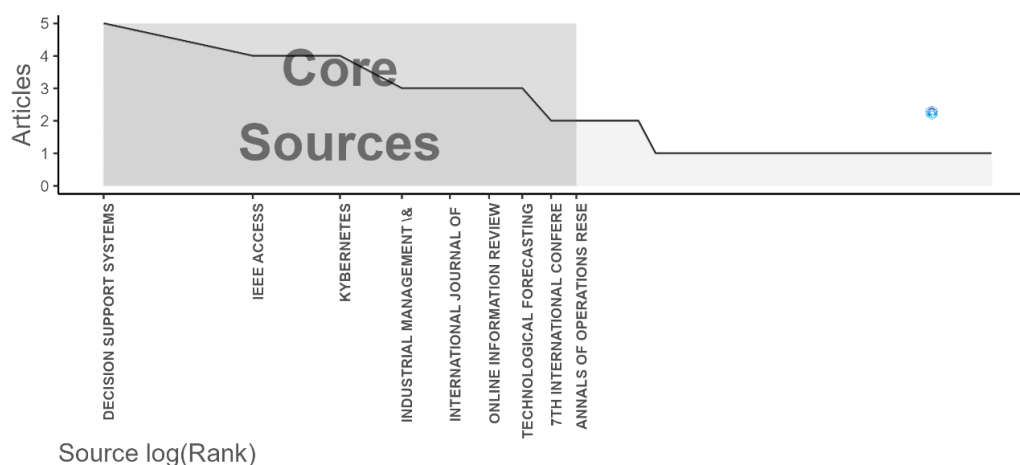 Articles
5
4
3
2
1
0
Core
Sources
DECISION SUPPORT SYSTEMS
IEEE ACCESS
KYBERNETES
INDUSTRIAL MANAGEMENT \&
INTERNATIONAL JOURNAL OF
ONLINE INFORMATION REVIEW
TECHNOLOGICAL FORECASTING
7TH INTERNATIONAL CONFERE
ANNALS OF OPERATIONS RESE
Source log(Rank)